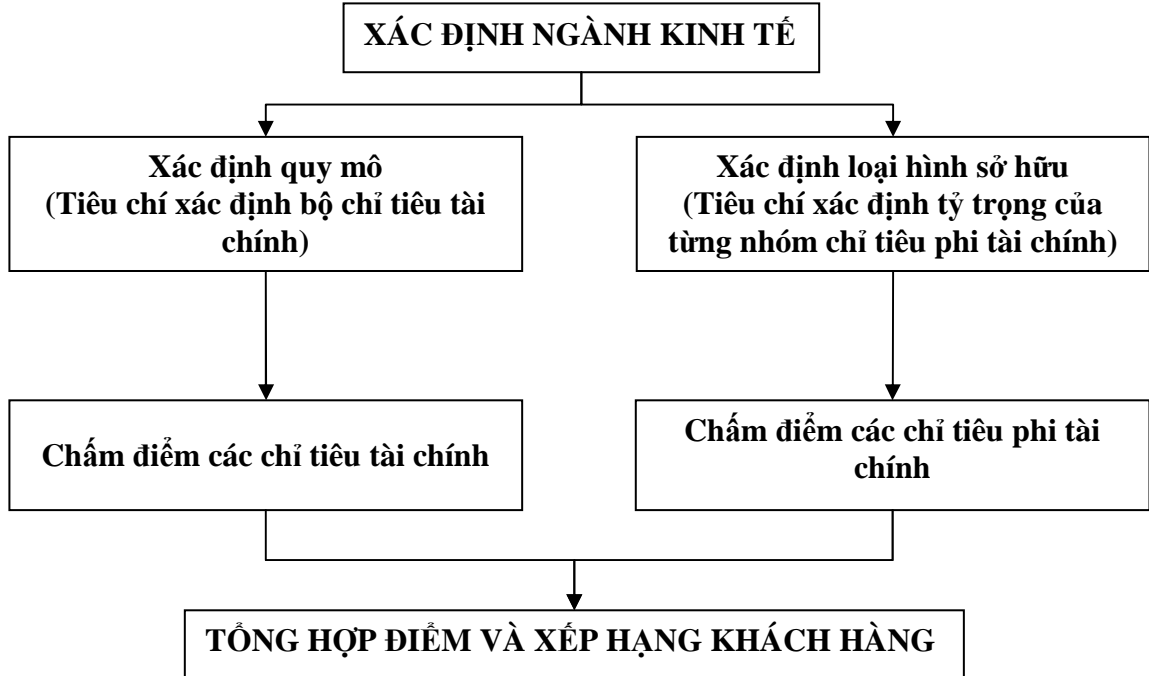 XÁC ĐỊNH NGÀNH KINH TẾ
Xác định quy mô
(Tiêu chí xác định bộ chỉ tiêu tài
chính)
Xác định loại hình sở hữu
(Tiêu chí xác định tỷ trọng của
từng nhóm chỉ tiêu phi tài chính)
Chấm điểm các chỉ tiêu tài chính
Chấm điểm các chỉ tiêu phi tài
chính
TỔNG HỢP ĐIỂM VÀ XẾP HẠNG KHÁCH HÀNG